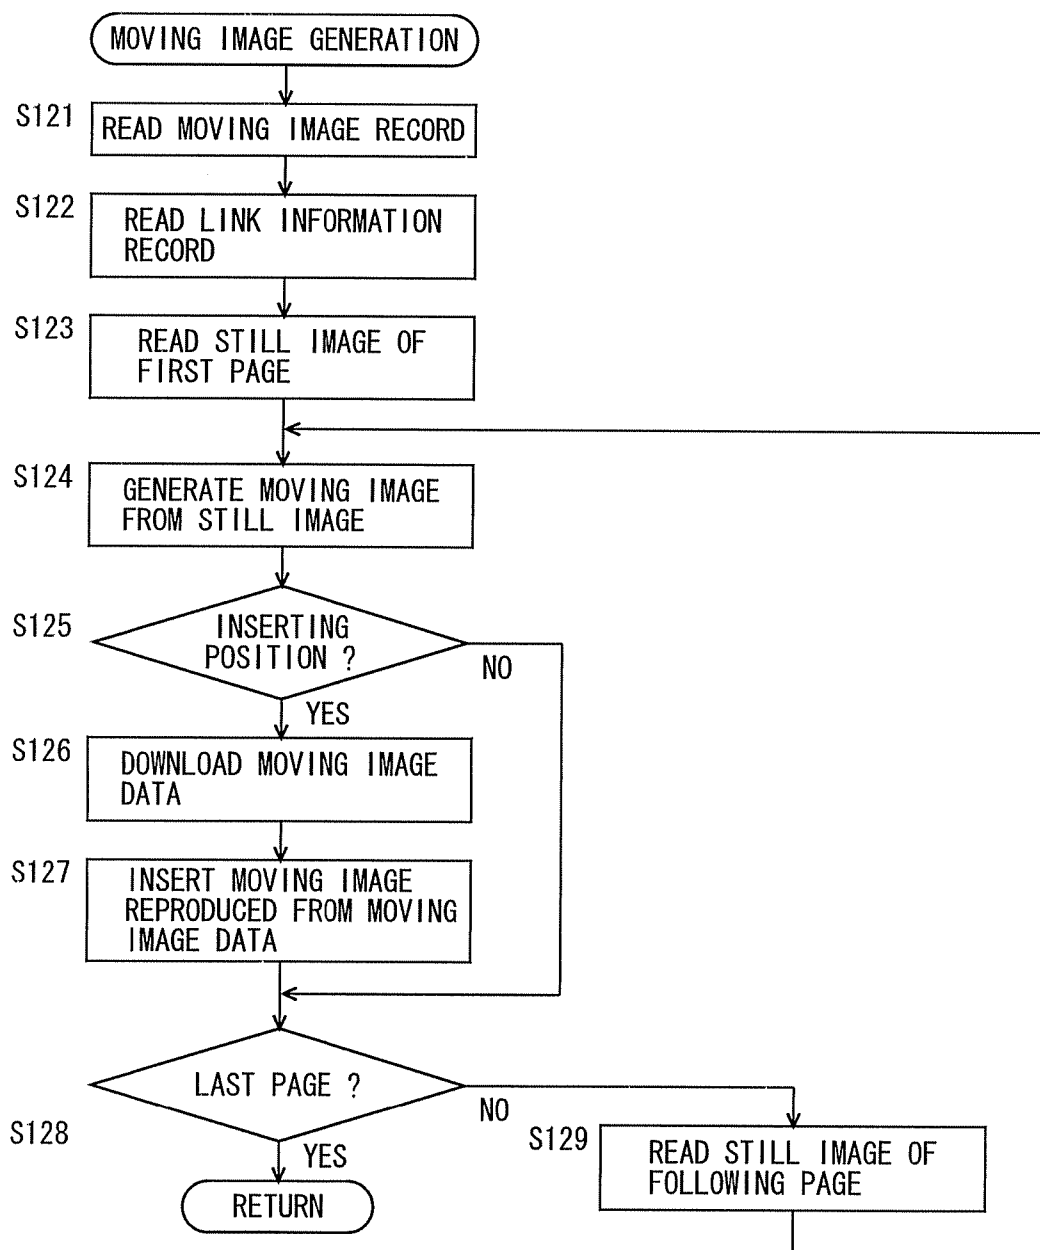 MOVING IMAGE GENERATION
S121
READ MOVING IMAGE RECORD
S122
READ LINK INFORMATION
RECORD
S123
READ STILL IMAGE OF
FIRST PAGE
S124
GENERATE MOVING IMAGE
FROM STILL IMAGE
S125
INSERTING
POSITION ?
NO
YES
S126
DOWNLOAD MOVING IMAGE
DATA
S127
INSERT MOVING IMAGE
REPRODUCED FROM MOVING
IMAGE DATA
LAST PAGE ?
NO
S128
YES
S129
READ STILL IMAGE OF
FOLLOWING PAGE
RETURN